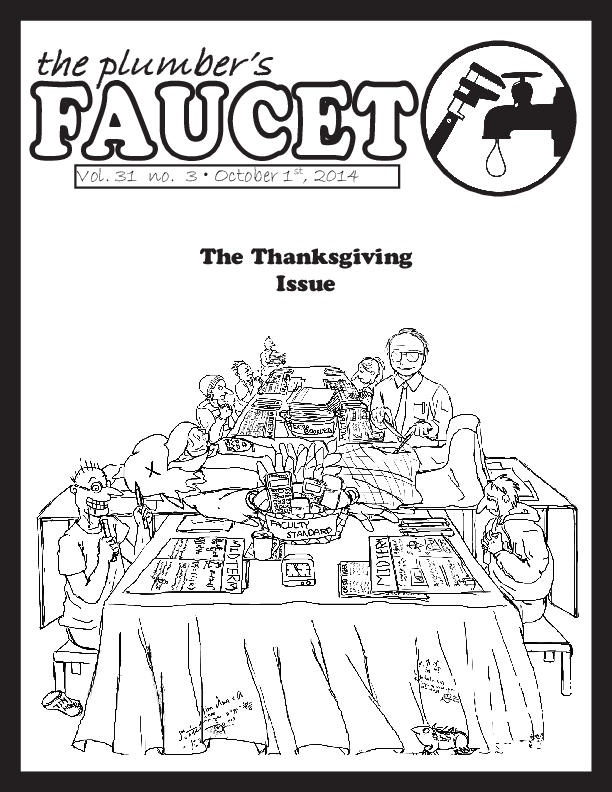 the plumber's
FAUCET
Vol. 31 no. 3 • October 1st, 2014
The Thanksgiving
Issue
FACULTY
STANDARD
MIDTERM
MIDTERM
X